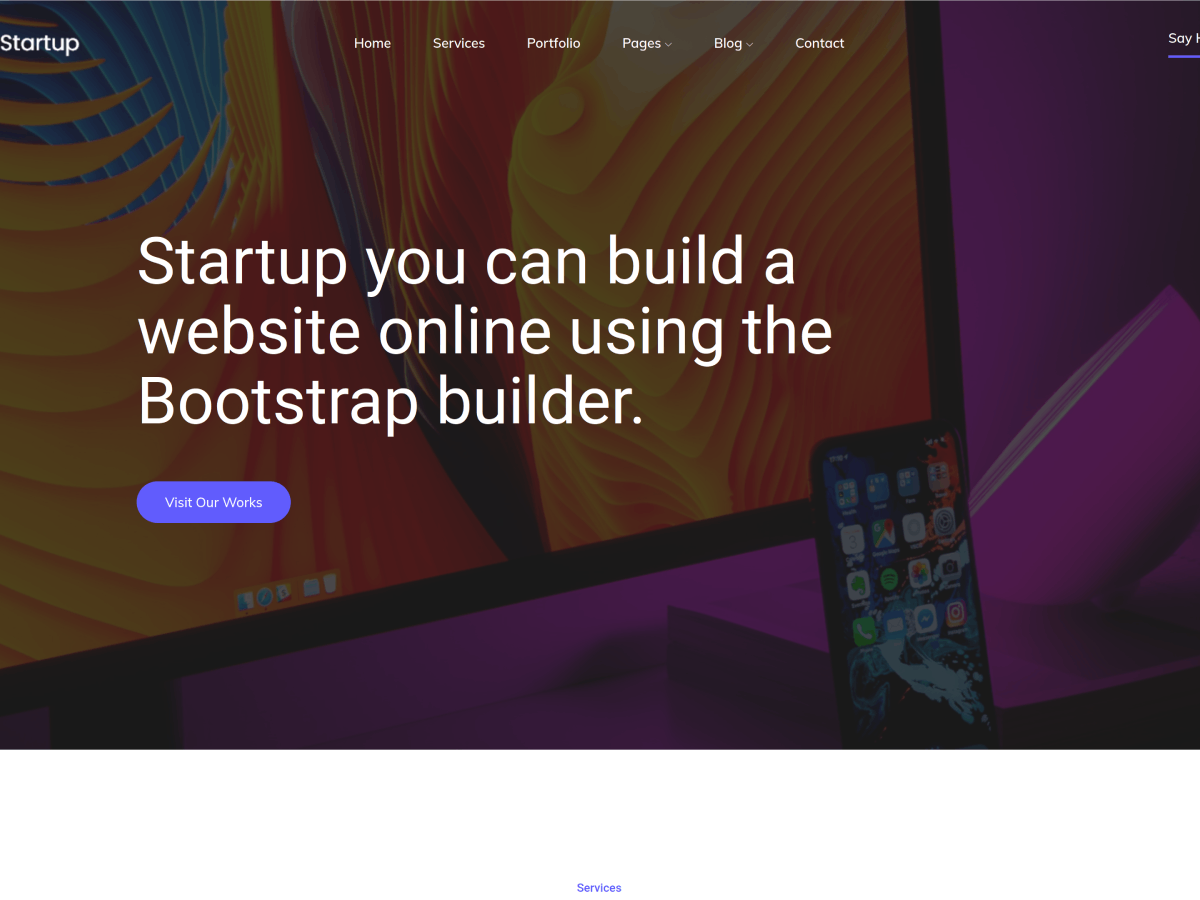 Startup
Home Services Portfolio Pages Blog Contact
Say H
Startup you can build a
website online using the
Bootstrap builder.
Visit Our Works
Services